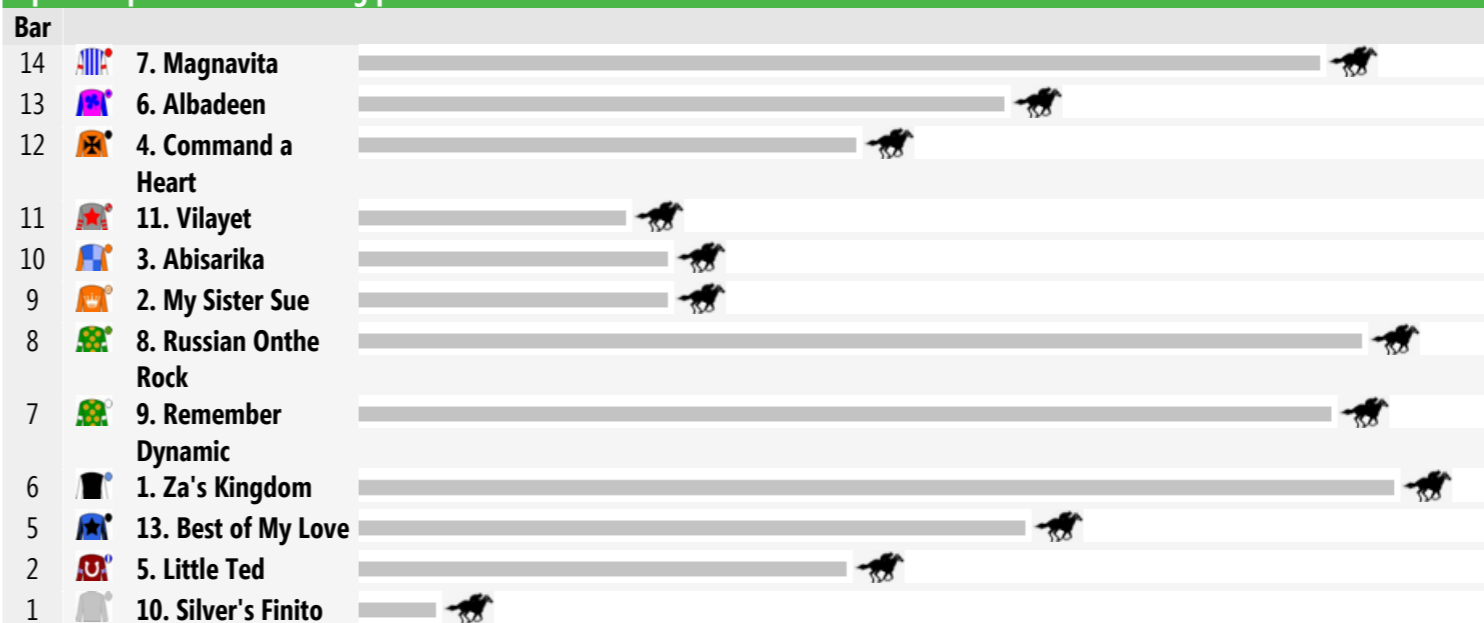 Bar
14 7. Magnavita
13 6. Albadeen
12 4. Command a
Heart
11 11. Vilayet
10 3. Abisarika
9 2. My Sister Sue
8 8. Russian Onthe
Rock
7 9. Remember
Dynamic
6 1. Za's Kingdom
5 13. Best of My Love
2 5. Little Ted
1 10. Silver's Finito